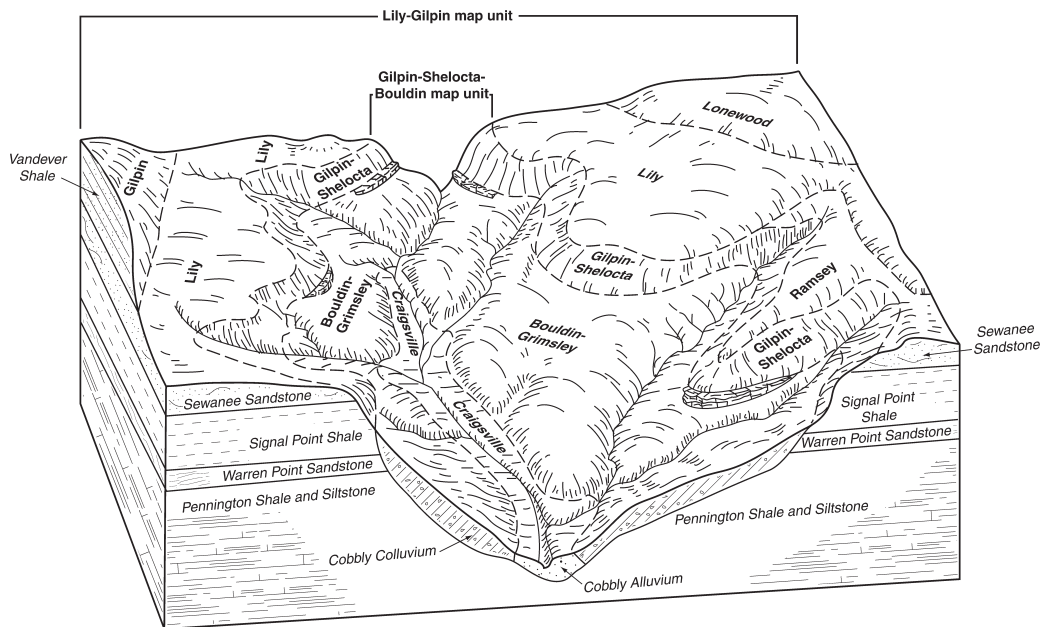 Lily-Gilpin map unit
Gilpin-Shelocta-
Bouldin map unit
Lonewood
Vandever
Shale
Gilpin
Lily
Gilpin-
Shelocta
Lily
Lily
Gilpin-
Shelocta
Ramsey
Bouldin-
Grimsley
Craigsville
Bouldin-
Grimsley
Gilpin-
Shelocta
Sewanee
Sandstone
Sewanee Sandstone
Craigsville
Signal Point
Shale
Signal Point Shale
Warren Point Sandstone
Warren Point Sandstone
Pennington Shale and Siltstone
Pennington Shale and Siltstone
Cobbly Colluvium
Cobbly Alluvium